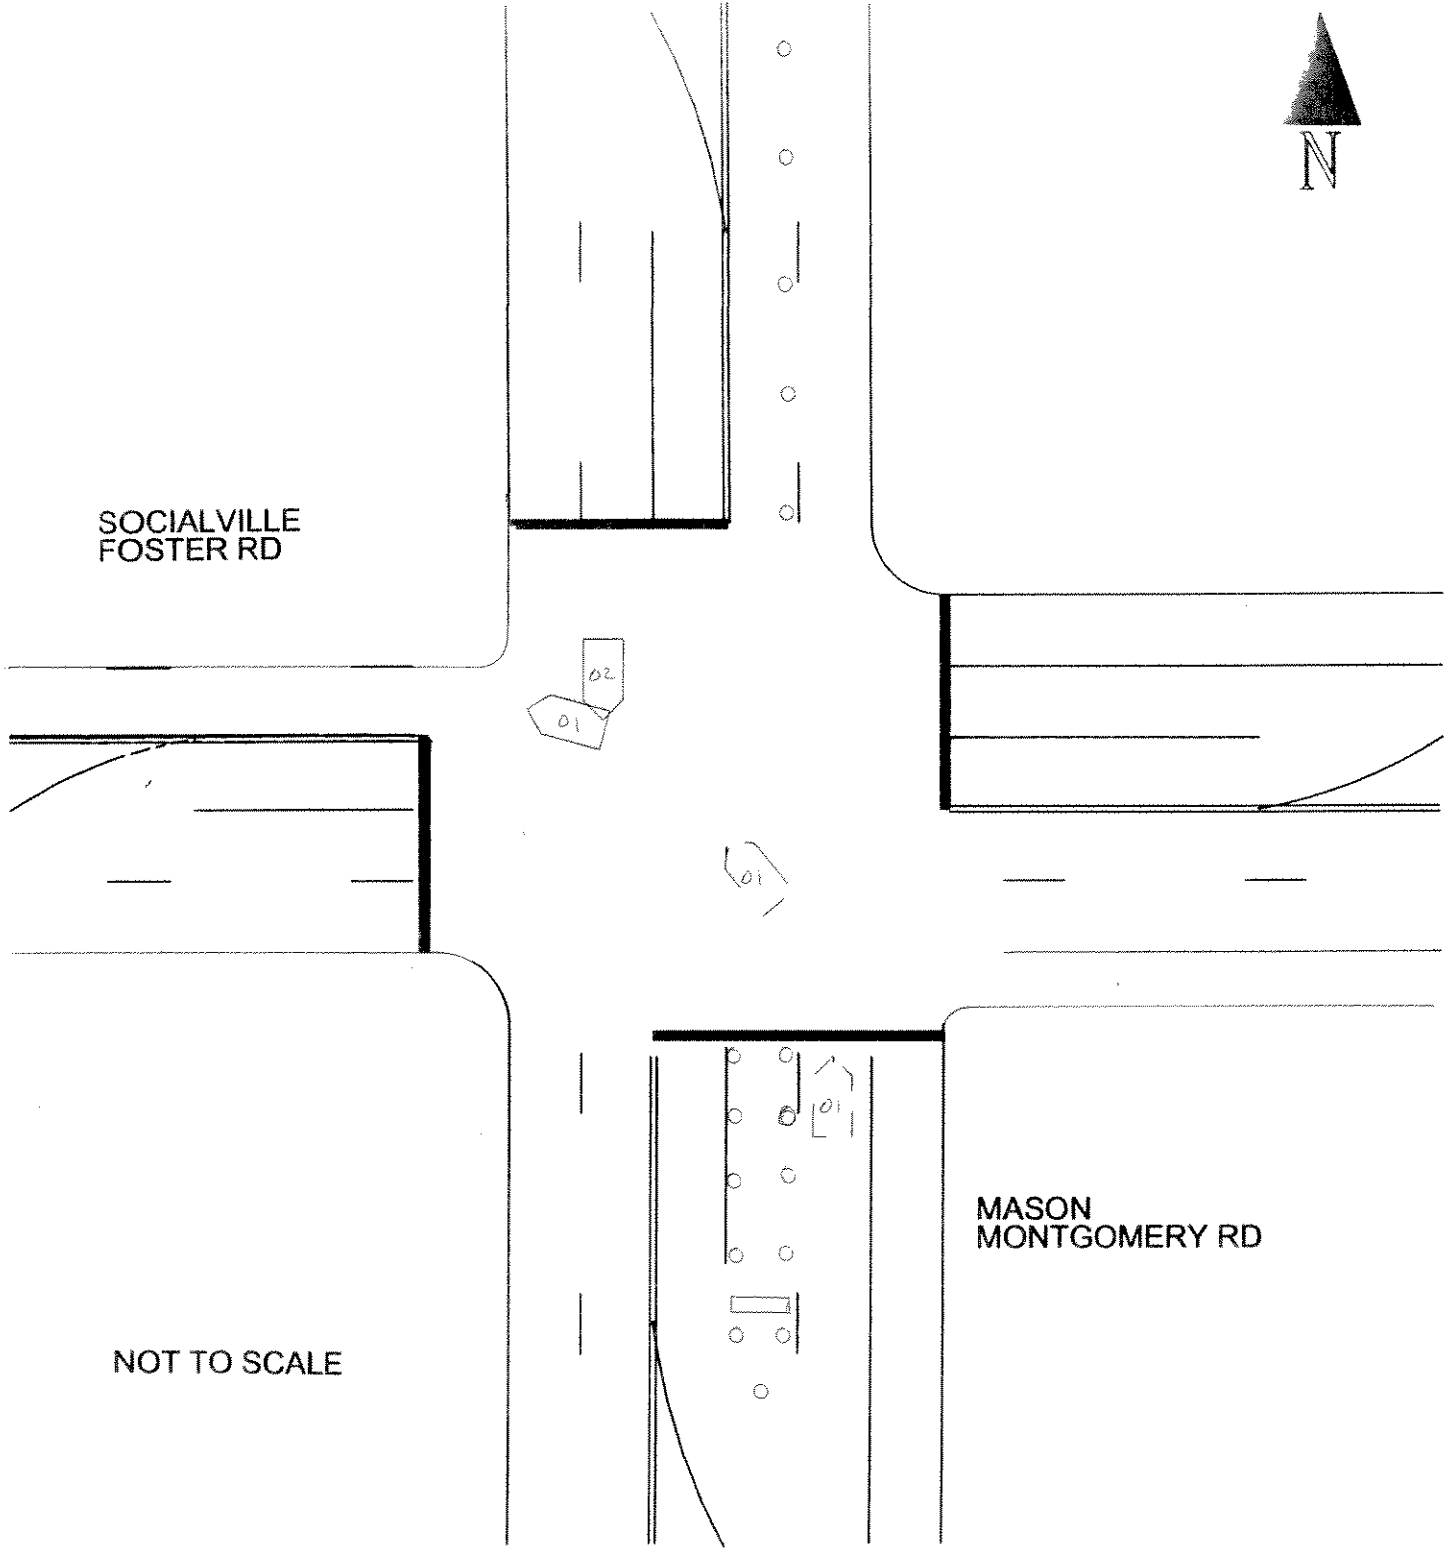 N
SOCIALVILLE
FOSTER RD
02
01
01
01
MASON
MONTGOMERY RD
NOT TO SCALE